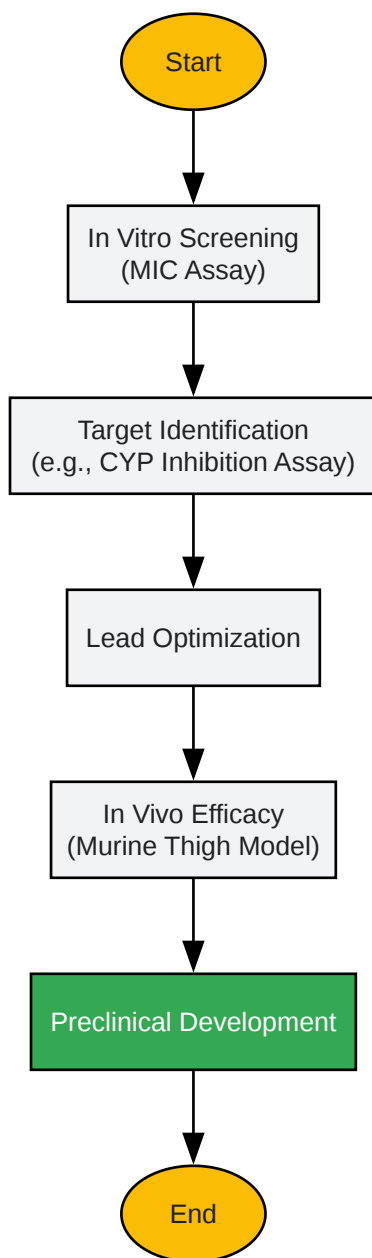 Start
In Vitro Screening
(MIC Assay)
Target Identification
(e.g., CYP Inhibition Assay)
Lead Optimization
In Vivo Efficacy
(Murine Thigh Model)
Preclinical Development
End